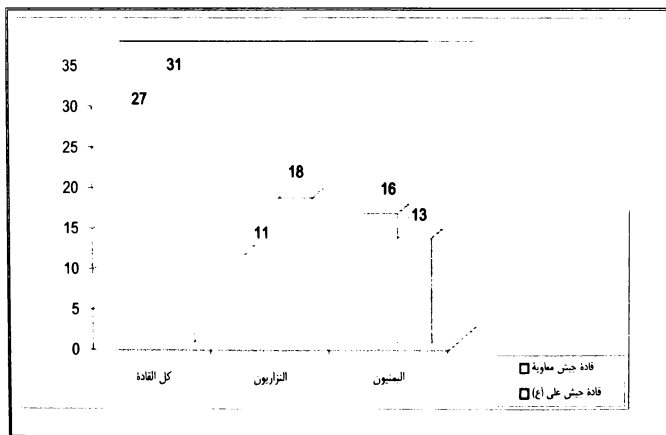 35
31
30
27
25
20
18
16
15
13
11
10
5
0
كل القادة
النزاريون
اليمنيون
قادة جيش معاوية
قادة جيش علي (ع)